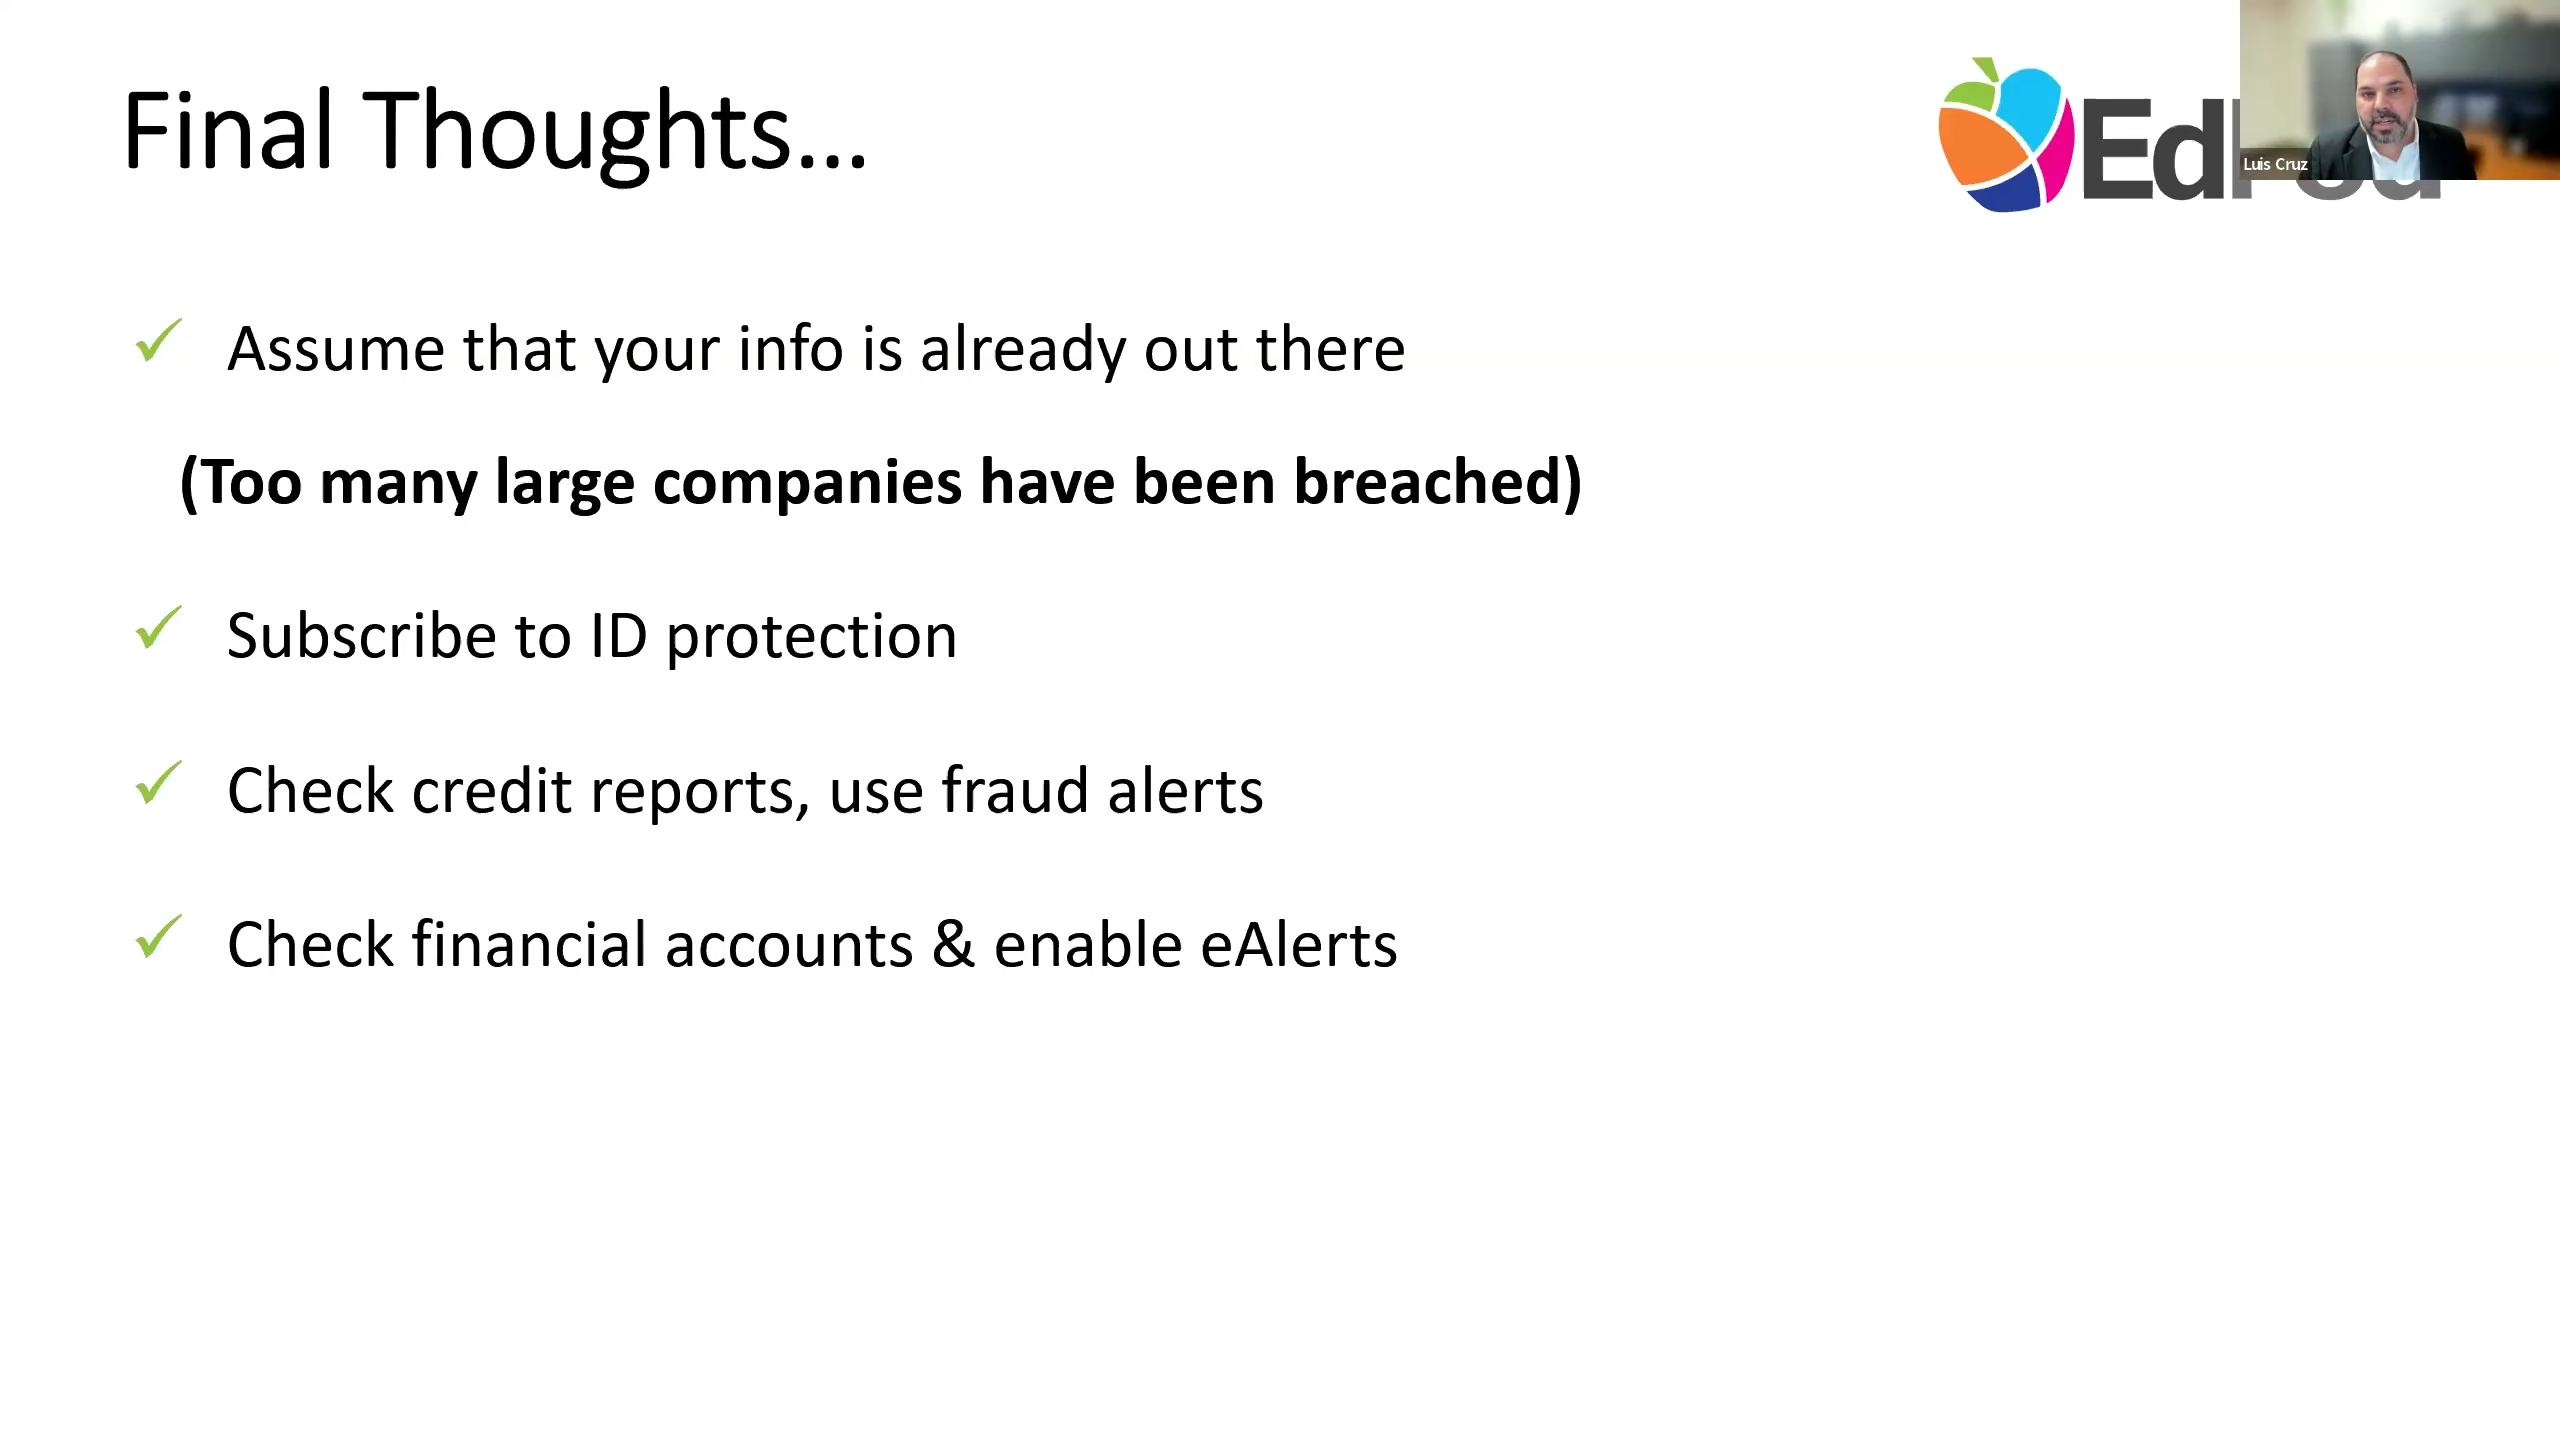 Final Thoughts...
Luis Cruz
Assume that your info is already out there
(Too many large companies have been breached)
Subscribe to ID protection
Check credit reports, use fraud alerts
Check financial accounts & enable eAlerts